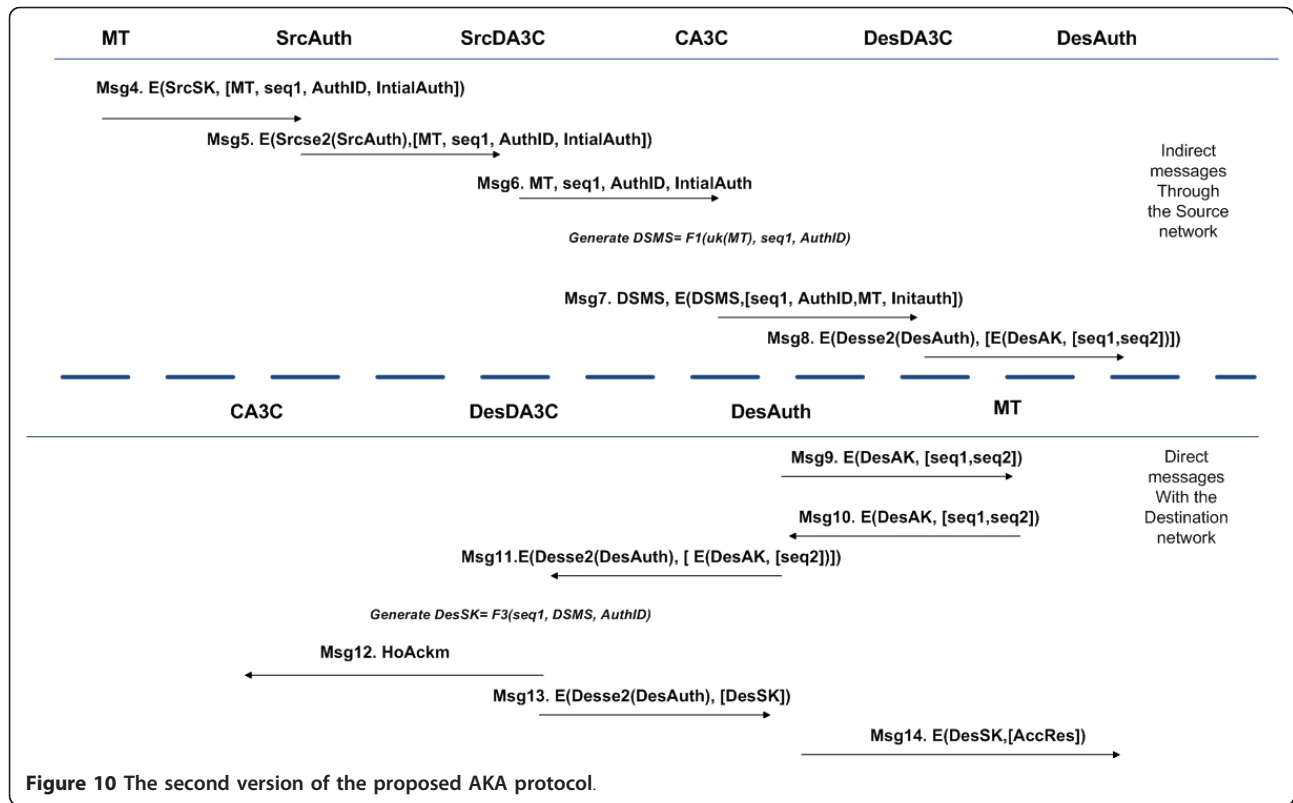 MT SrcAuth SrcDA3C CA3C DesDA3C DesAuth
Msg4. E(SrcSK, [MT, seq1, AuthID, IntialAuth])
Msg5. E(Srcse2(SrcAuth),[MT, seq1, AuthID, IntialAuth])
Msg6. MT, seq1, AuthID, IntialAuth
Indirect
messages
Through
the Source
network
Generate DSMS= F1(uk(MT), seq1, AuthID)
Msg7. DSMS, E(DSMS,[seq1, AuthID,MT, Initauth])
Msg8. E(Desse2(DesAuth), [E(DesAK, [seq1,seq2])])
CA3C DesDA3C DesAuth MT
Msg9. E(DesAK, [seq1,seq2])
Direct
messages
With the
Destination
network
Msg10. E(DesAK, [seq1,seq2])
Msg11.E(Desse2(DesAuth), [ E(DesAK, [seq2])])
Generate DesSK= F3(seq1, DSMS, AuthID)
Msg12. HoAckm
Msg13. E(Desse2(DesAuth), [DesSK])
Msg14. E(DesSK,[AccRes])
Figure 10 The second version of the proposed AKA protocol.